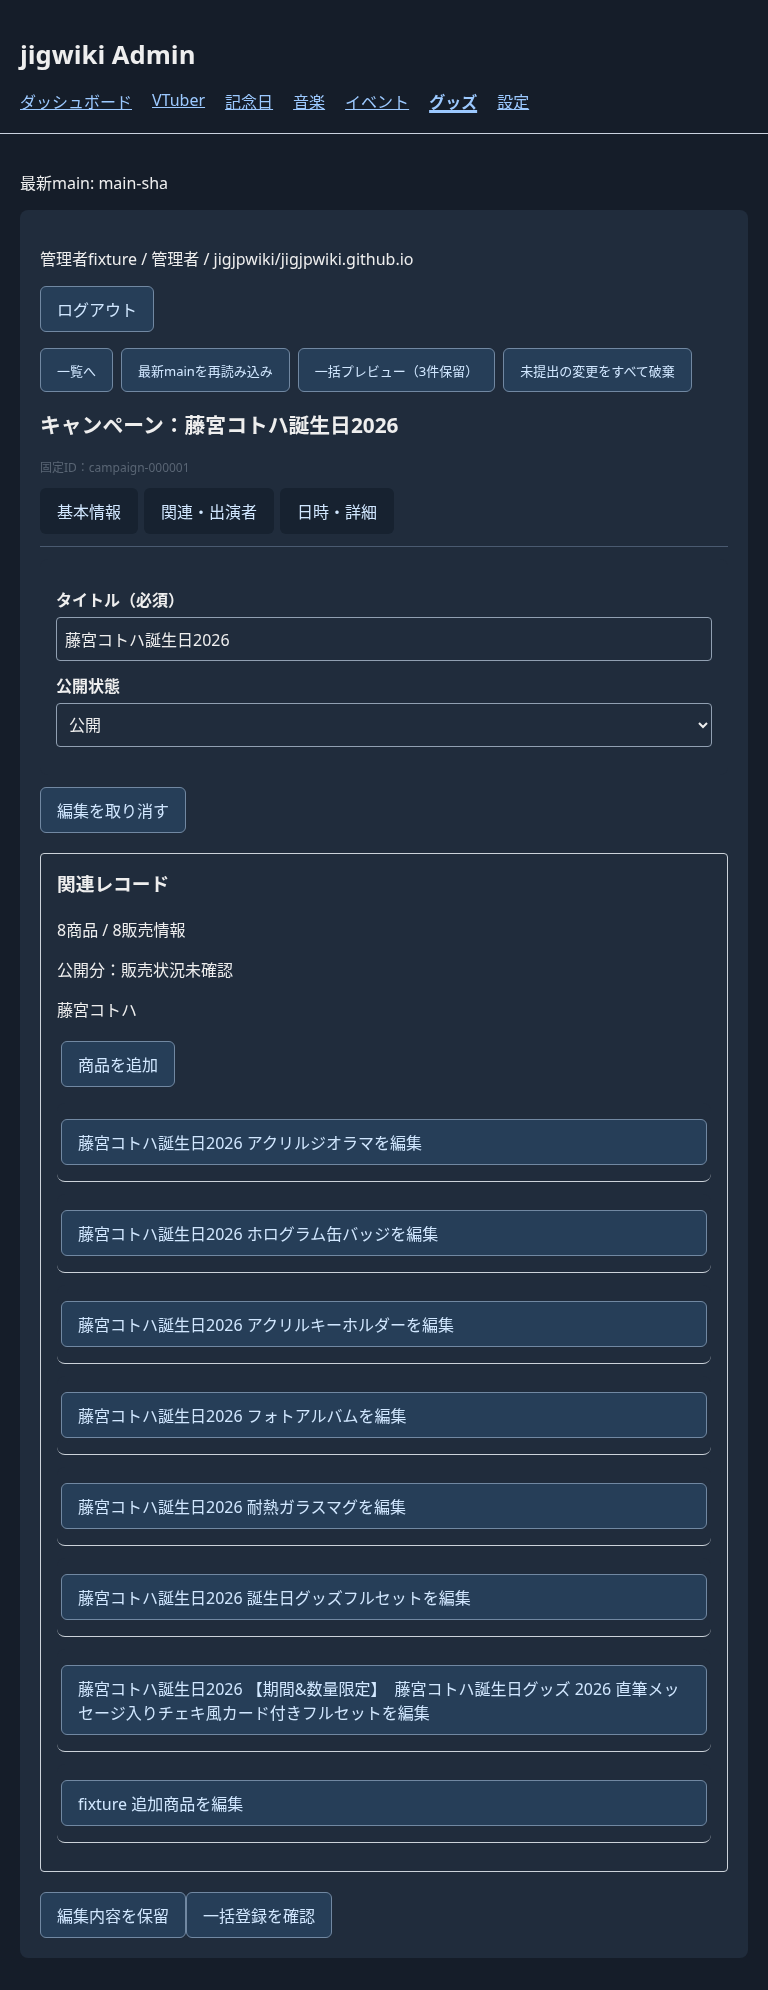 jigwiki Admin
ダッシュボード VTuber 記念日 音楽 イベント グッズ 設定
最新main: main-sha
管理者fixture / 管理者 / jigjpwiki/jigjpwiki.github.io
ログアウト
一覧へ 最新mainを再読み込み 一括プレビュー（3件保留） 未提出の変更をすべて破棄
キャンペーン：藤宮コトハ誕生日2026
固定ID：campaign-000001
基本情報 関連・出演者 日時・詳細
タイトル（必須）
藤宮コトハ誕生日2026
公開状態
公開
編集を取り消す
関連レコード
8商品 / 8販売情報
公開分：販売状況未確認
藤宮コトハ
商品を追加
藤宮コトハ誕生日2026 アクリルジオラマを編集
藤宮コトハ誕生日2026 ホログラム缶バッジを編集
藤宮コトハ誕生日2026 アクリルキーホルダーを編集
藤宮コトハ誕生日2026 フォトアルバムを編集
藤宮コトハ誕生日2026 耐熱ガラスマグを編集
藤宮コトハ誕生日2026 誕生日グッズフルセットを編集
藤宮コトハ誕生日2026 【期間&数量限定】 藤宮コトハ誕生日グッズ 2026 直筆メッ
セージ入りチェキ風カード付きフルセットを編集
fixture 追加商品を編集
編集内容を保留 一括登録を確認